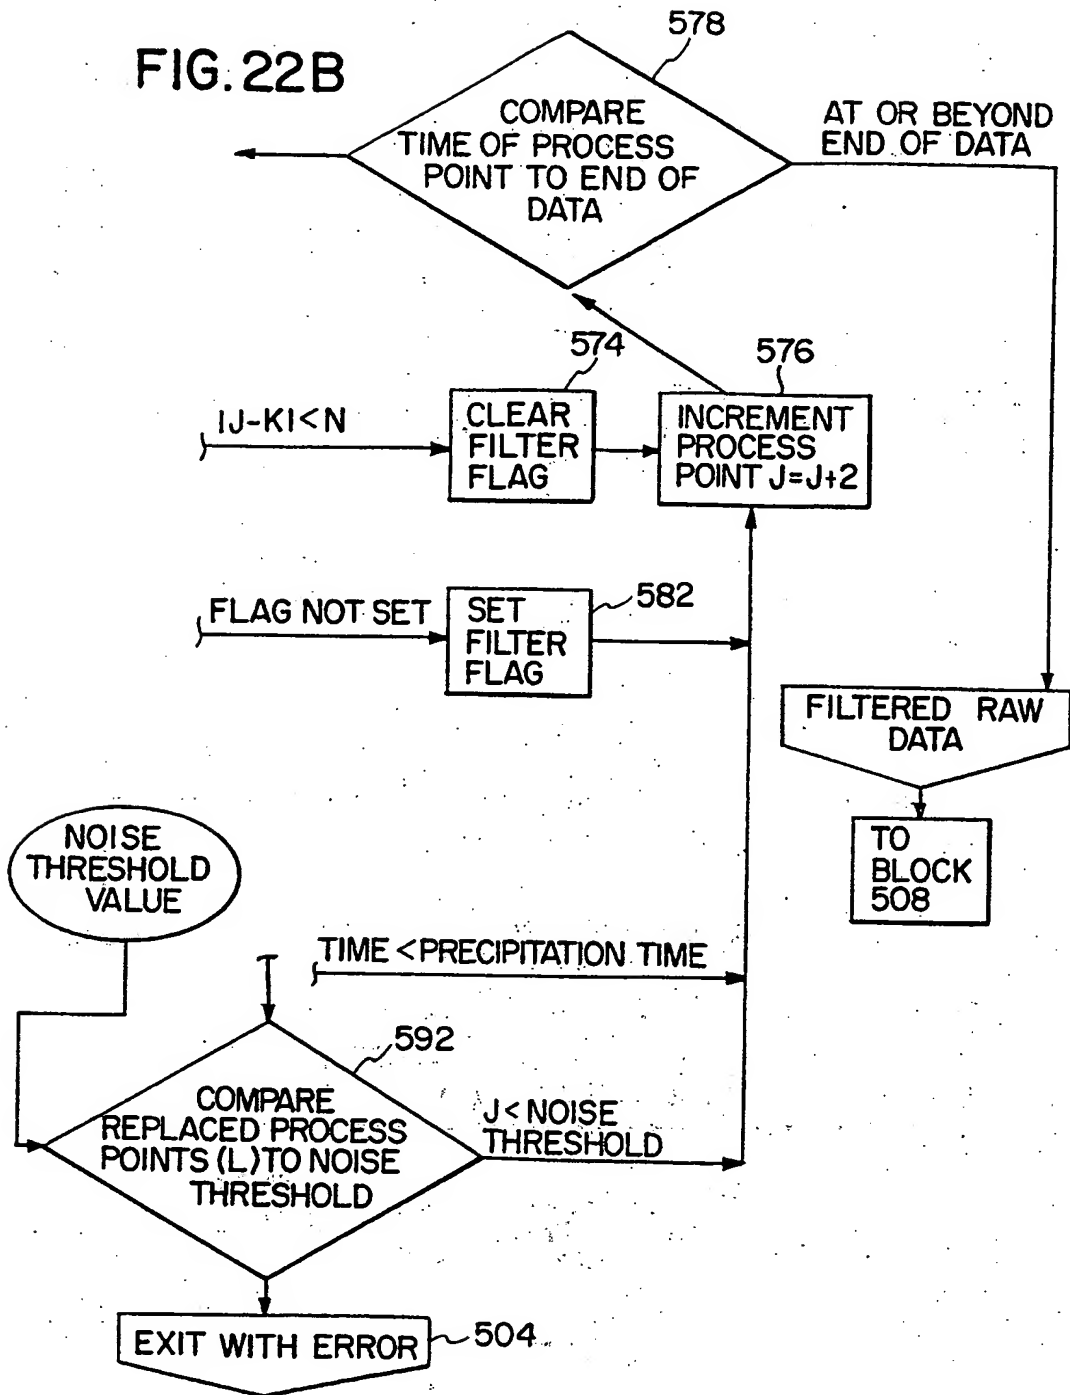 FIG. 22B
578
COMPARE
TIME OF PROCESS
POINT TO END OF
DATA
AT OR BEYOND
END OF DATA
574
576
IJ-KI<N
CLEAR
FILTER
FLAG
INCREMENT
PROCESS
POINT J=J+2
FLAG NOT SET
SET
FILTER
FLAG
582
FILTERED RAW
DATA
TO
BLOCK
508
NOISE
THRESHOLD
VALUE
TIME <PRECIPITATION TIME
592
COMPARE
REPLACED PROCESS
POINTS (L) TO NOISE
THRESHOLD
J< NOISE
THRESHOLD
EXIT WITH ERROR
504